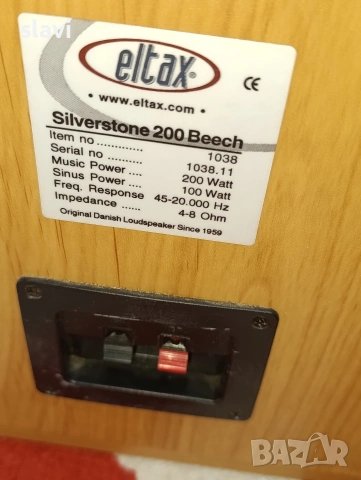 slavi
eltax®
CE
• www.eltax.com •
Silverstone 200 Beech
Item no ............. 1038
Serial no ........... 1038.11
Music Power .... 200 Watt
Sinus Power .... 100 Watt
Freq. Response 45-20.000 Hz
Impedance ...... 4-8 Ohm
Original Danish Loudspeaker Since 1959
BAZAR
bg